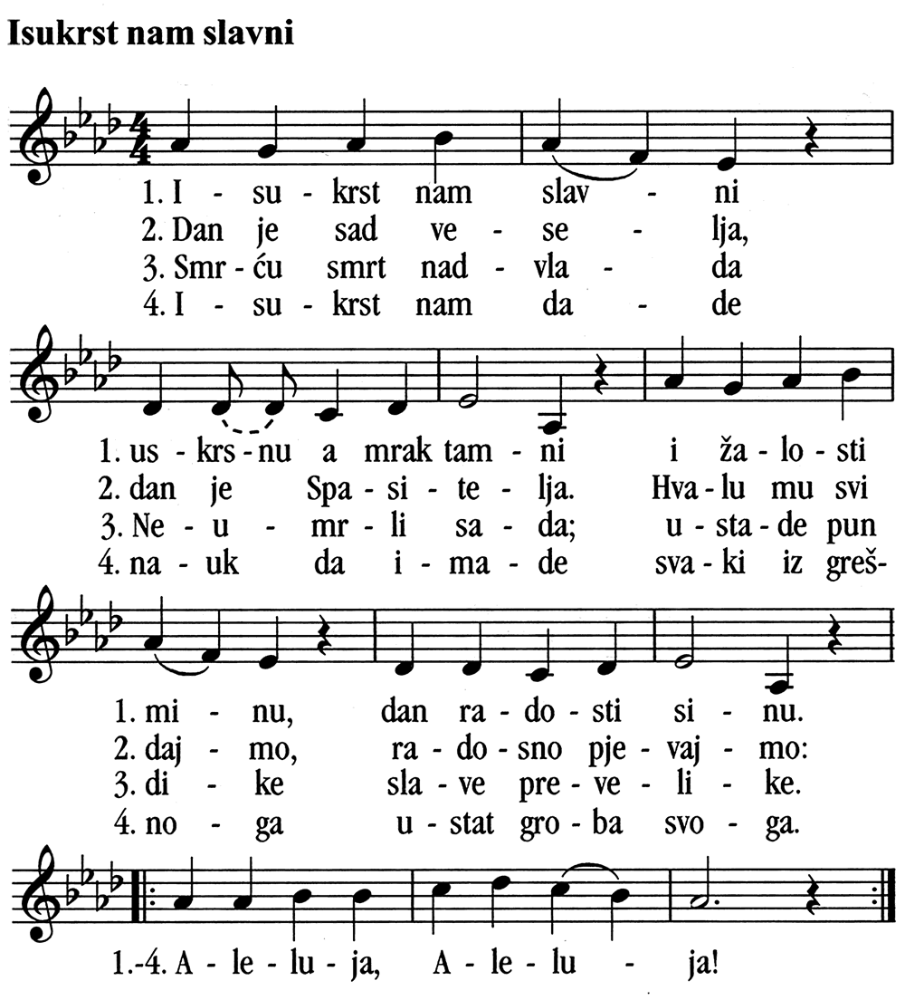 Isukrst nam slavni
1. I - su - krst nam slav - ni
2. Dan je sad ve - se - lja,
3. Smr - ću smrt nad - vla - da
4. I - su - krst nam da - de
1. us - krs - nu a mrak tam - ni i ža - lo - sti
2. dan je Spa - si - te - lja. Hva - lu mu svi
3. Ne - u - mr - li sa - da; u - sta - de pun
4. na - uk da i - ma - de sva - ki iz greš-
1. mi - nu, dan ra - do - sti si - nu.
2. daj - mo, ra - do - sno pje - vaj - mo:
3. di - ke sla - ve pre - ve - li - ke.
4. no - ga u - stat gro - ba svo - ga.
1.-4. A - le - lu - ja, A - le - lu - ja!